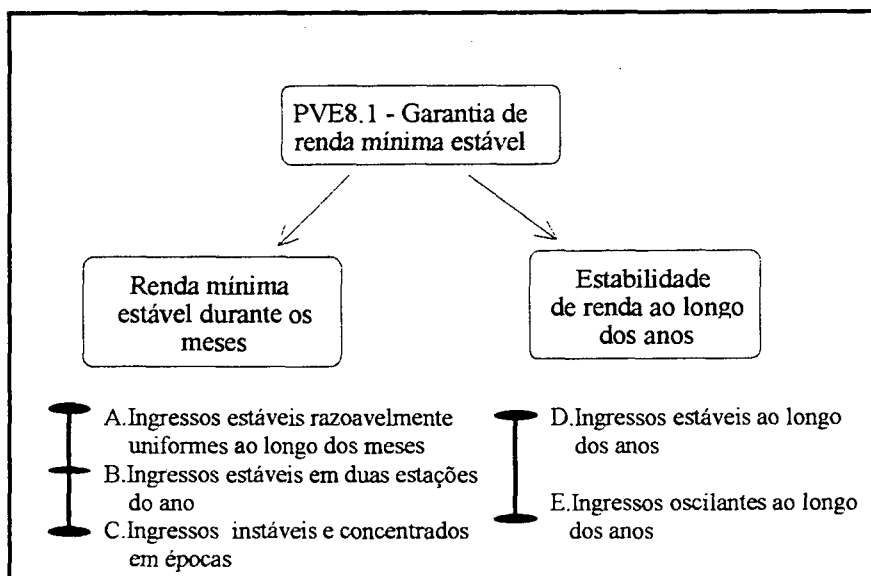 PVE8.1 - Garantia de
renda mínima estável
Renda mínima
estável durante os
meses
Estabilidade
de renda ao longo
dos anos
A.Ingressos estáveis razoavelmente
uniformes ao longo dos meses
B.Ingressos estáveis em duas estações
do ano
C.Ingressos instáveis e concentrados
em épocas
D.Ingressos estáveis ao longo
dos anos
E.Ingressos oscilantes ao longo
dos anos